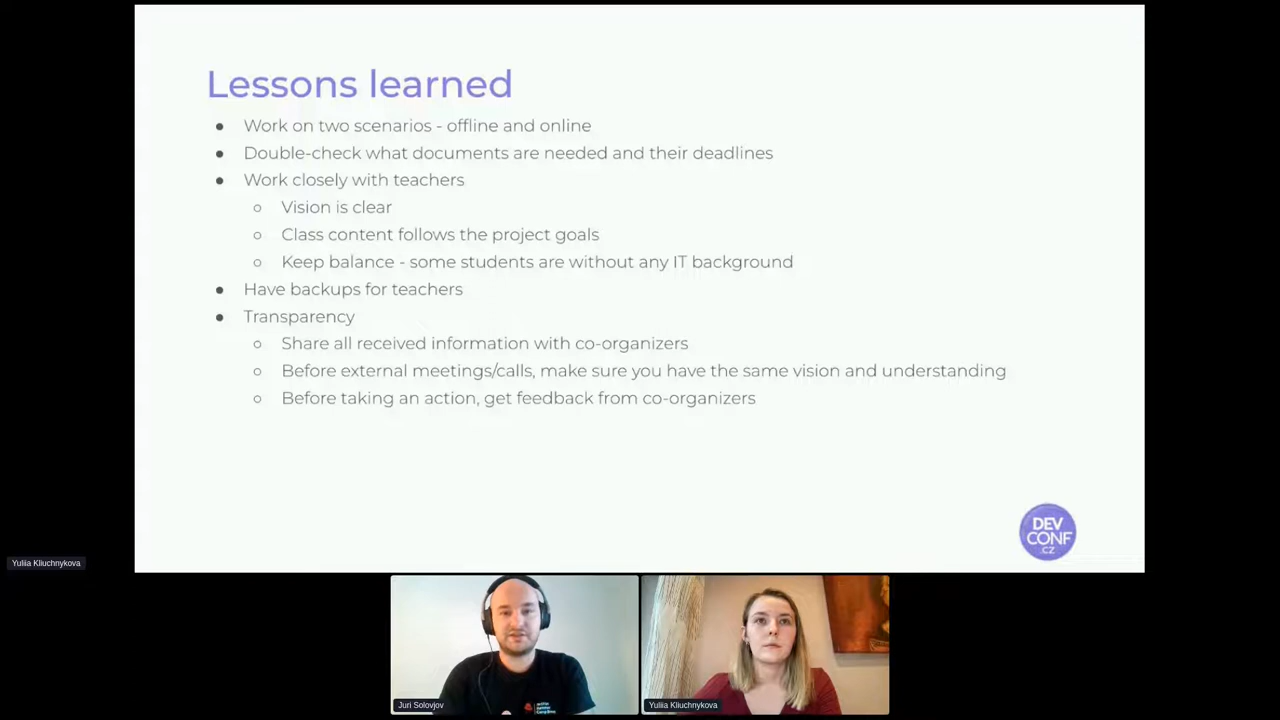 Lessons learned
● Work on two scenarios - offline and online
● Double-check what documents are needed and their deadlines
● Work closely with teachers
○ Vision is clear
○ Class content follows the project goals
○ Keep balance - some students are without any IT background
● Have backups for teachers
● Transparency
○ Share all received information with co-organizers
○ Before external meetings/calls, make sure you have the same vision and understanding
○ Before taking an action, get feedback from co-organizers
DEV
CONF
.CZ
Yuliia Kliuchnykova
Juri Solovjov
Yuliia Kliuchnykova